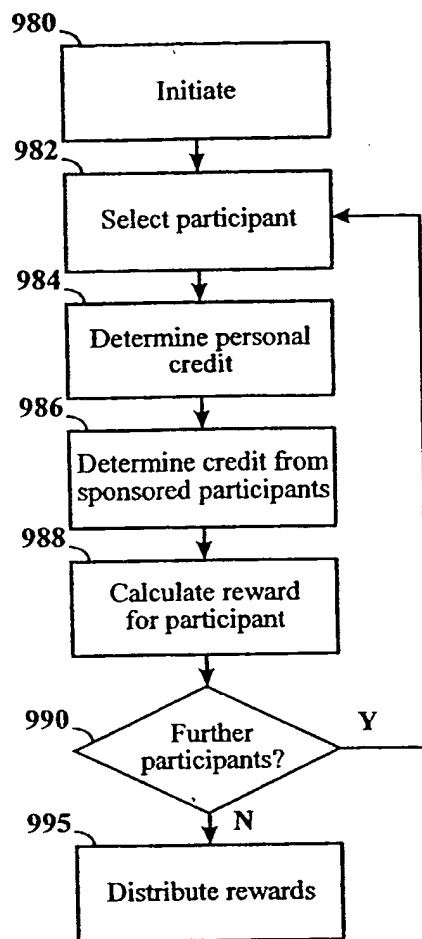 980
Initiate
982
Select participant
984
Determine personal
credit
986
Determine credit from
sponsored participants
988
Calculate reward
for participant
990
Further
participants?
Y
N
995
Distribute rewards